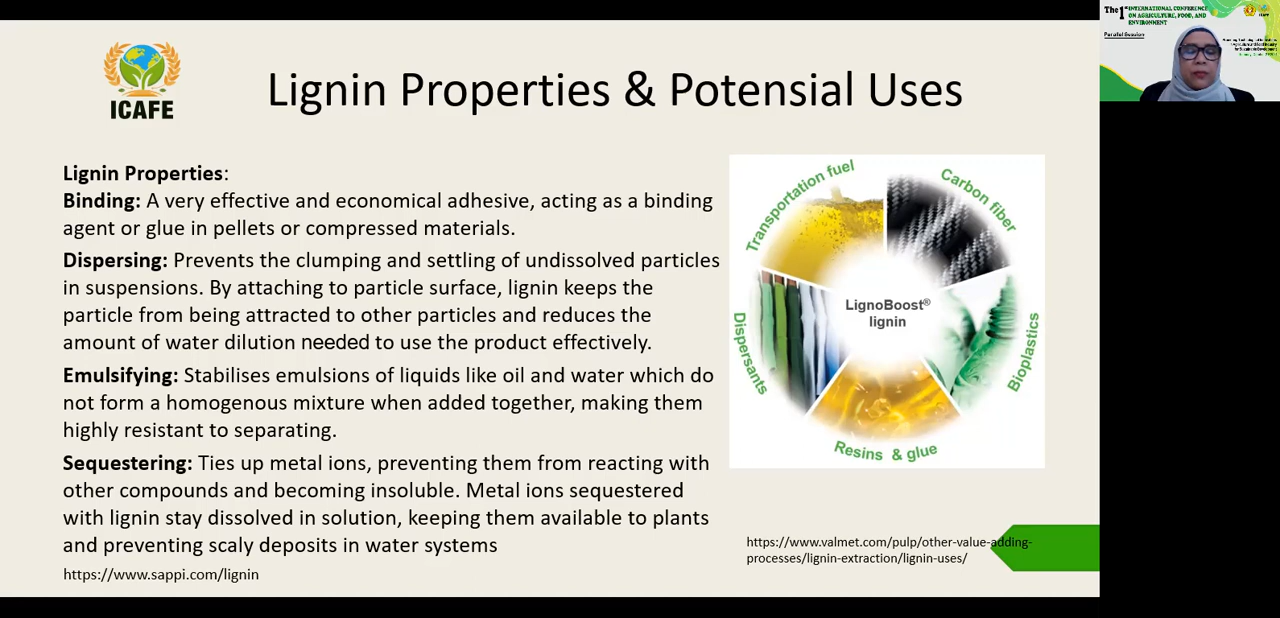 ICAFE
Lignin Properties & Potensial Uses
Lignin Properties:
Binding: A very effective and economical adhesive, acting as a binding
agent or glue in pellets or compressed materials.
Dispersing: Prevents the clumping and settling of undissolved particles
in suspensions. By attaching to particle surface, lignin keeps the
particle from being attracted to other particles and reduces the
amount of water dilution needed to use the product effectively.
Emulsifying: Stabilises emulsions of liquids like oil and water which do
not form a homogenous mixture when added together, making them
highly resistant to separating.
Sequestering: Ties up metal ions, preventing them from reacting with
other compounds and becoming insoluble. Metal ions sequestered
with lignin stay dissolved in solution, keeping them available to plants
and preventing scaly deposits in water systems
https://www.sappi.com/lignin
Transportation fuel
Carbon fiber
LignoBoost®
lignin
Dispersants
Bioplastics
Resins & glue
https://www.valmet.com/pulp/other-value-adding-
processes/lignin-extraction/lignin-uses/
The 1st INTERNATIONAL CONFERENCE
ON AGRICULTURE, FOOD, AND
ENVIRONMENT
Parallel Session